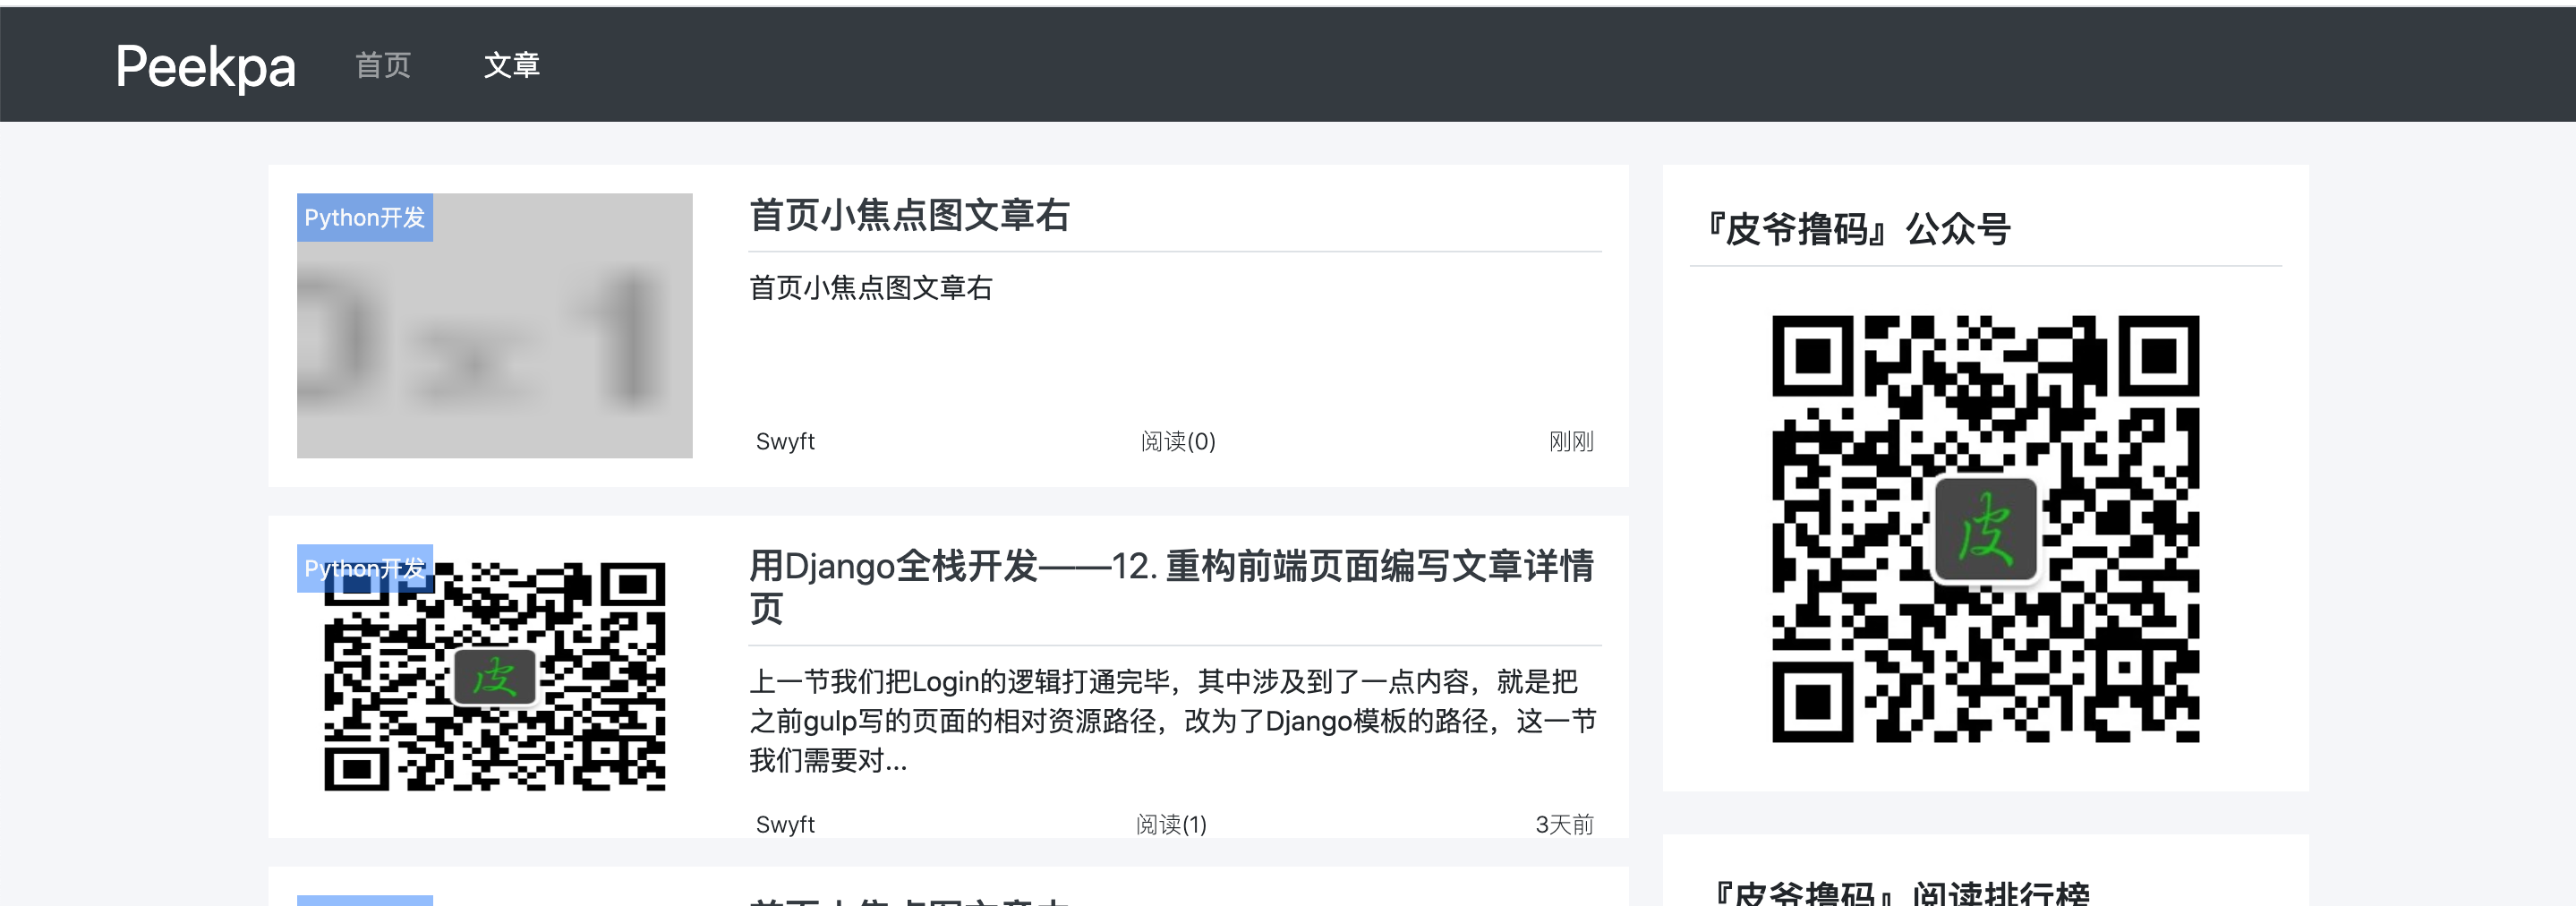 Peekpa 首页 文章
Python开发
0×1
首页小焦点图文章右
首页小焦点图文章右
Swyft 阅读(0) 刚刚
Python开发
皮
用Django全栈开发——12. 重构前端页面编写文章详情
页
上一节我们把Login的逻辑打通完毕，其中涉及到了一点内容，就是把
之前gulp写的页面的相对资源路径，改为了Django模板的路径，这一节
我们需要对...
Swyft 阅读(1) 3天前
『皮爷撸码』公众号
皮
『皮爷撸码』阅读排行榜